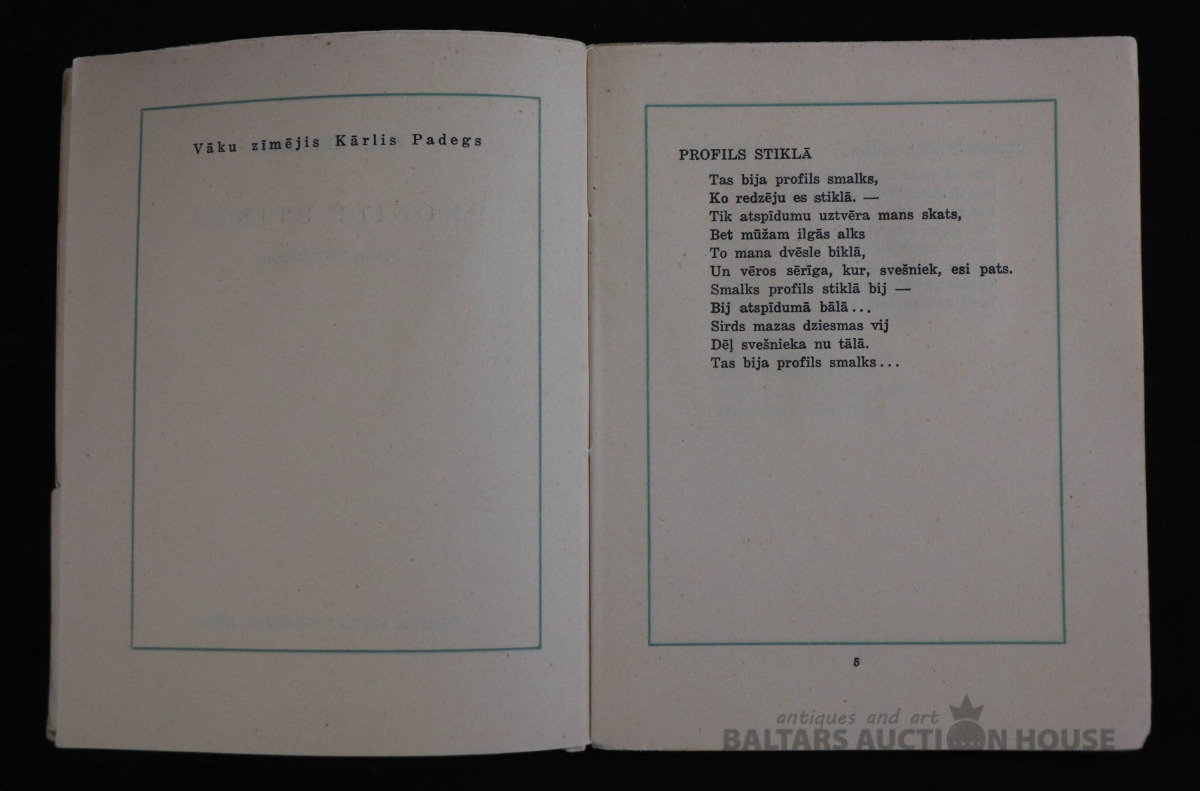 Vāku zīmējis Kārlis Padegs
PROFILS STIKLĀ
Tas bija profils smalks,
Ko redzēju es stiklā. —
Tik atspīdumu uztvēra mans skats,
Bet mūžam ilgās alks
To mana dvēsle biklā,
Un vēros sērīga, kur, svešniek, esi pats.
Smalks profils stiklā bij —
Bij atspīdumā bālā...
Sirds mazas dziesmas vij
Dēļ svešnieka nu tālā.
Tas bija profils smalks...
5
antiques and art
BALTARS AUCTION HOUSE